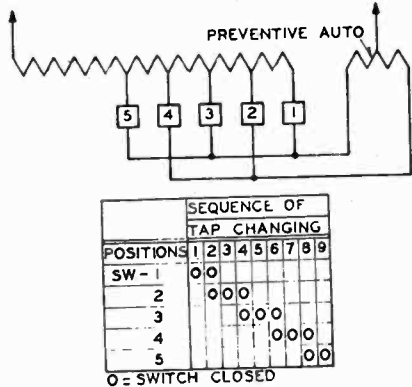 PREVENTIVE AUTO
5 4 3 2 1
SEQUENCE OF
TAP CHANGING
POSITIONS 1 2 3 4 5 6 7 8 9
SW-1 O O
2 O O O
3 O O O
4 O O O
5 O O
O = SWITCH CLOSED